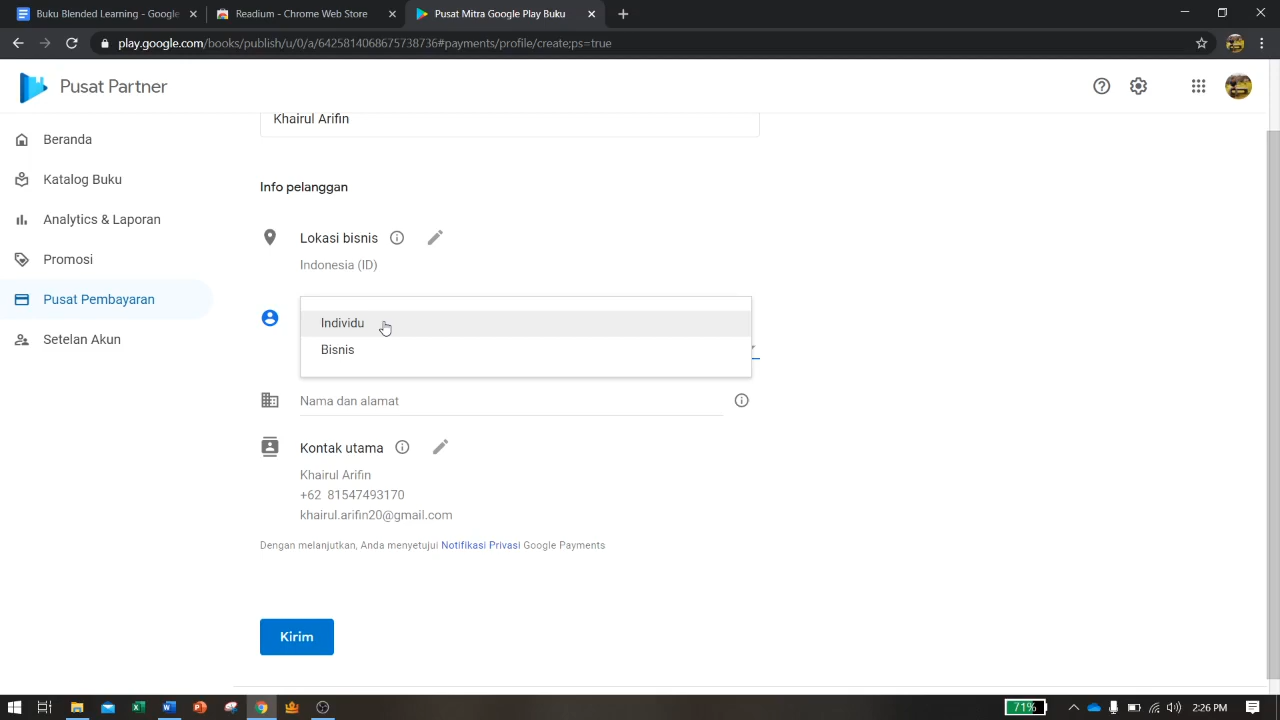 Buku Blended Learning - Google
Readium - Chrome Web Store
Pusat Mitra Google Play Buku
play.google.com/books/publish/u/0/a/6425814068675738736#payments/profile/create;ps=true
Pusat Partner
Khairul Arifin
Beranda
Katalog Buku
Info pelanggan
Analytics & Laporan
Lokasi bisnis
Indonesia (ID)
Promosi
Pusat Pembayaran
Individu
Setelan Akun
Bisnis
Nama dan alamat
Kontak utama
Khairul Arifin
+62 81547493170
khairul.arifin20@gmail.com
Dengan melanjutkan, Anda menyetujui Notifikasi Privasi Google Payments
Kirim
71%
2:26 PM